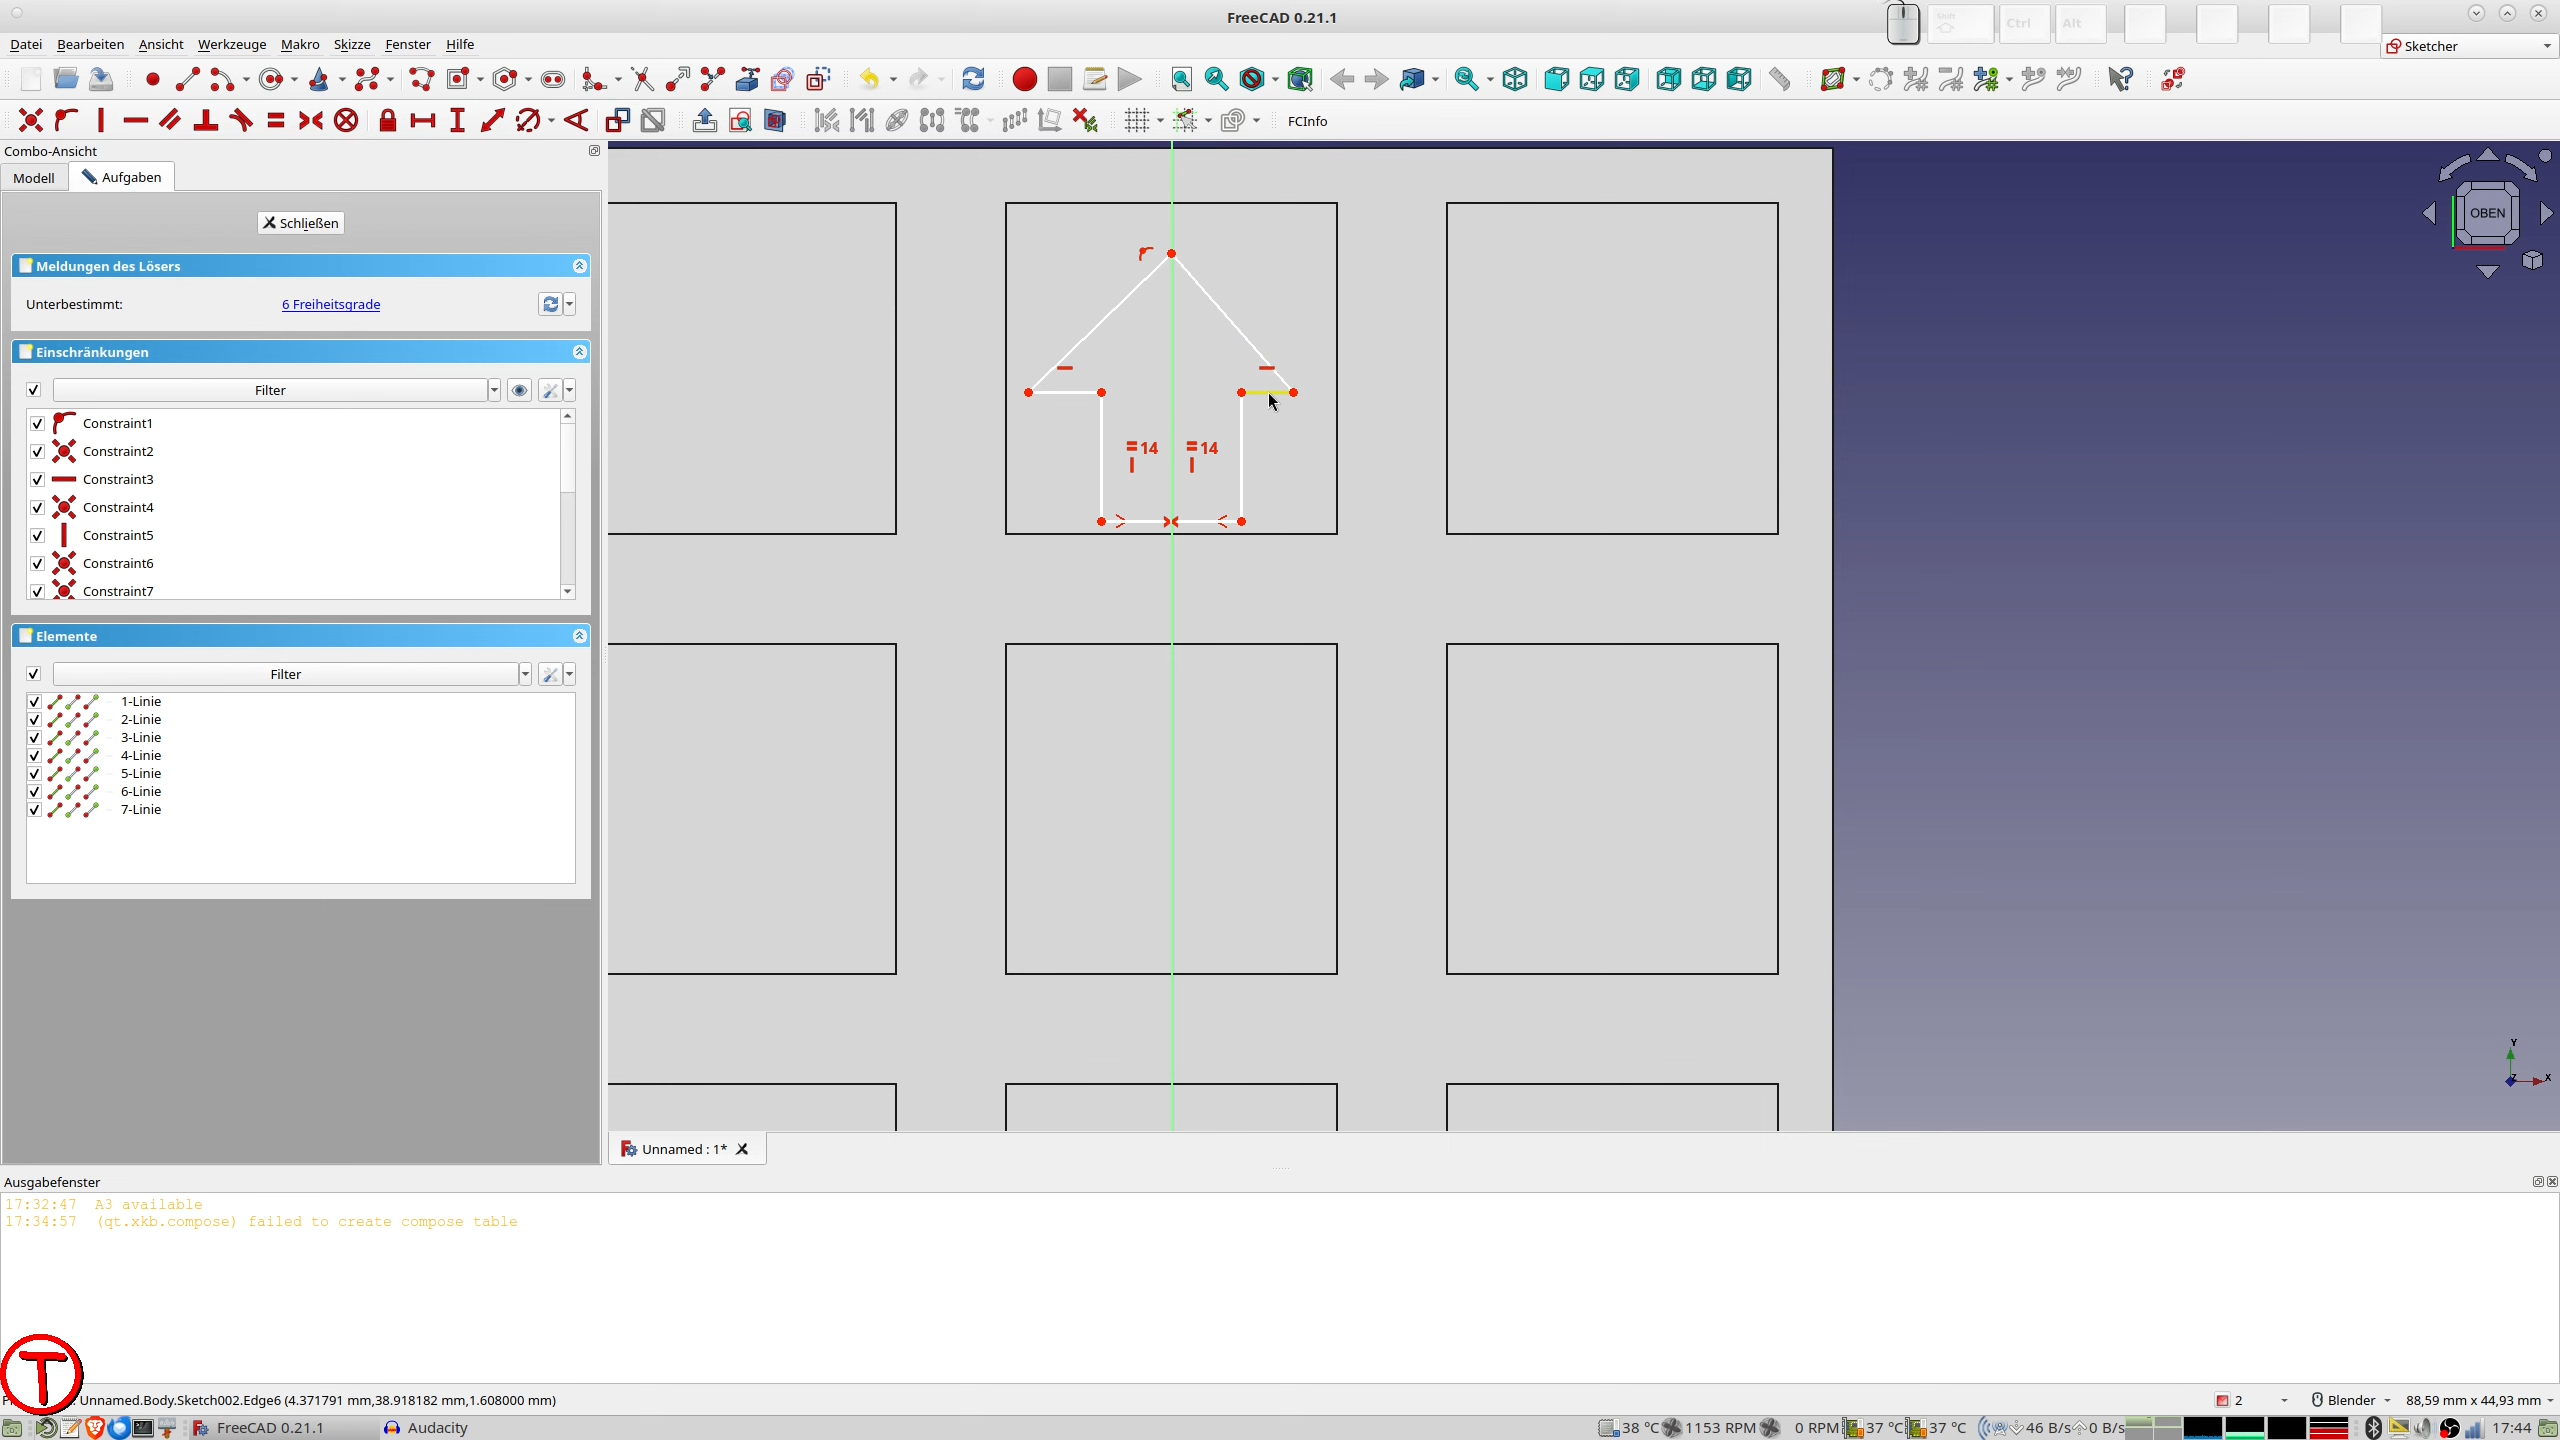 FreeCAD 0.21.1
Shift
Ctrl
Alt
Datei Bearbeiten Ansicht Werkzeuge Makro Skizze Fenster Hilfe
Sketcher
FCInfo
Combo-Ansicht
Modell
Aufgaben
Schließen
Meldungen des Lösers
Unterbestimmt:
6 Freiheitsgrade
Einschränkungen
Filter
Constraint1
Constraint2
Constraint3
Constraint4
Constraint5
Constraint6
Constraint7
Elemente
Filter
1-Linie
2-Linie
3-Linie
4-Linie
5-Linie
6-Linie
7-Linie
14
14
OBEN
Y
Z
X
Unnamed : 1*
Ausgabefenster
17:32:47 A3 available
17:34:57 (qt.xkb.compose) failed to create compose table
T
Unnamed.Body.Sketch002.Edge6 (4.371791 mm,38.918182 mm,1.608000 mm)
2
Blender
88,59 mm x 44,93 mm
FreeCAD 0.21.1
Audacity
38 °C
1153 RPM
0 RPM
37 °C
37 °C
46 B/s
0 B/s
17:44